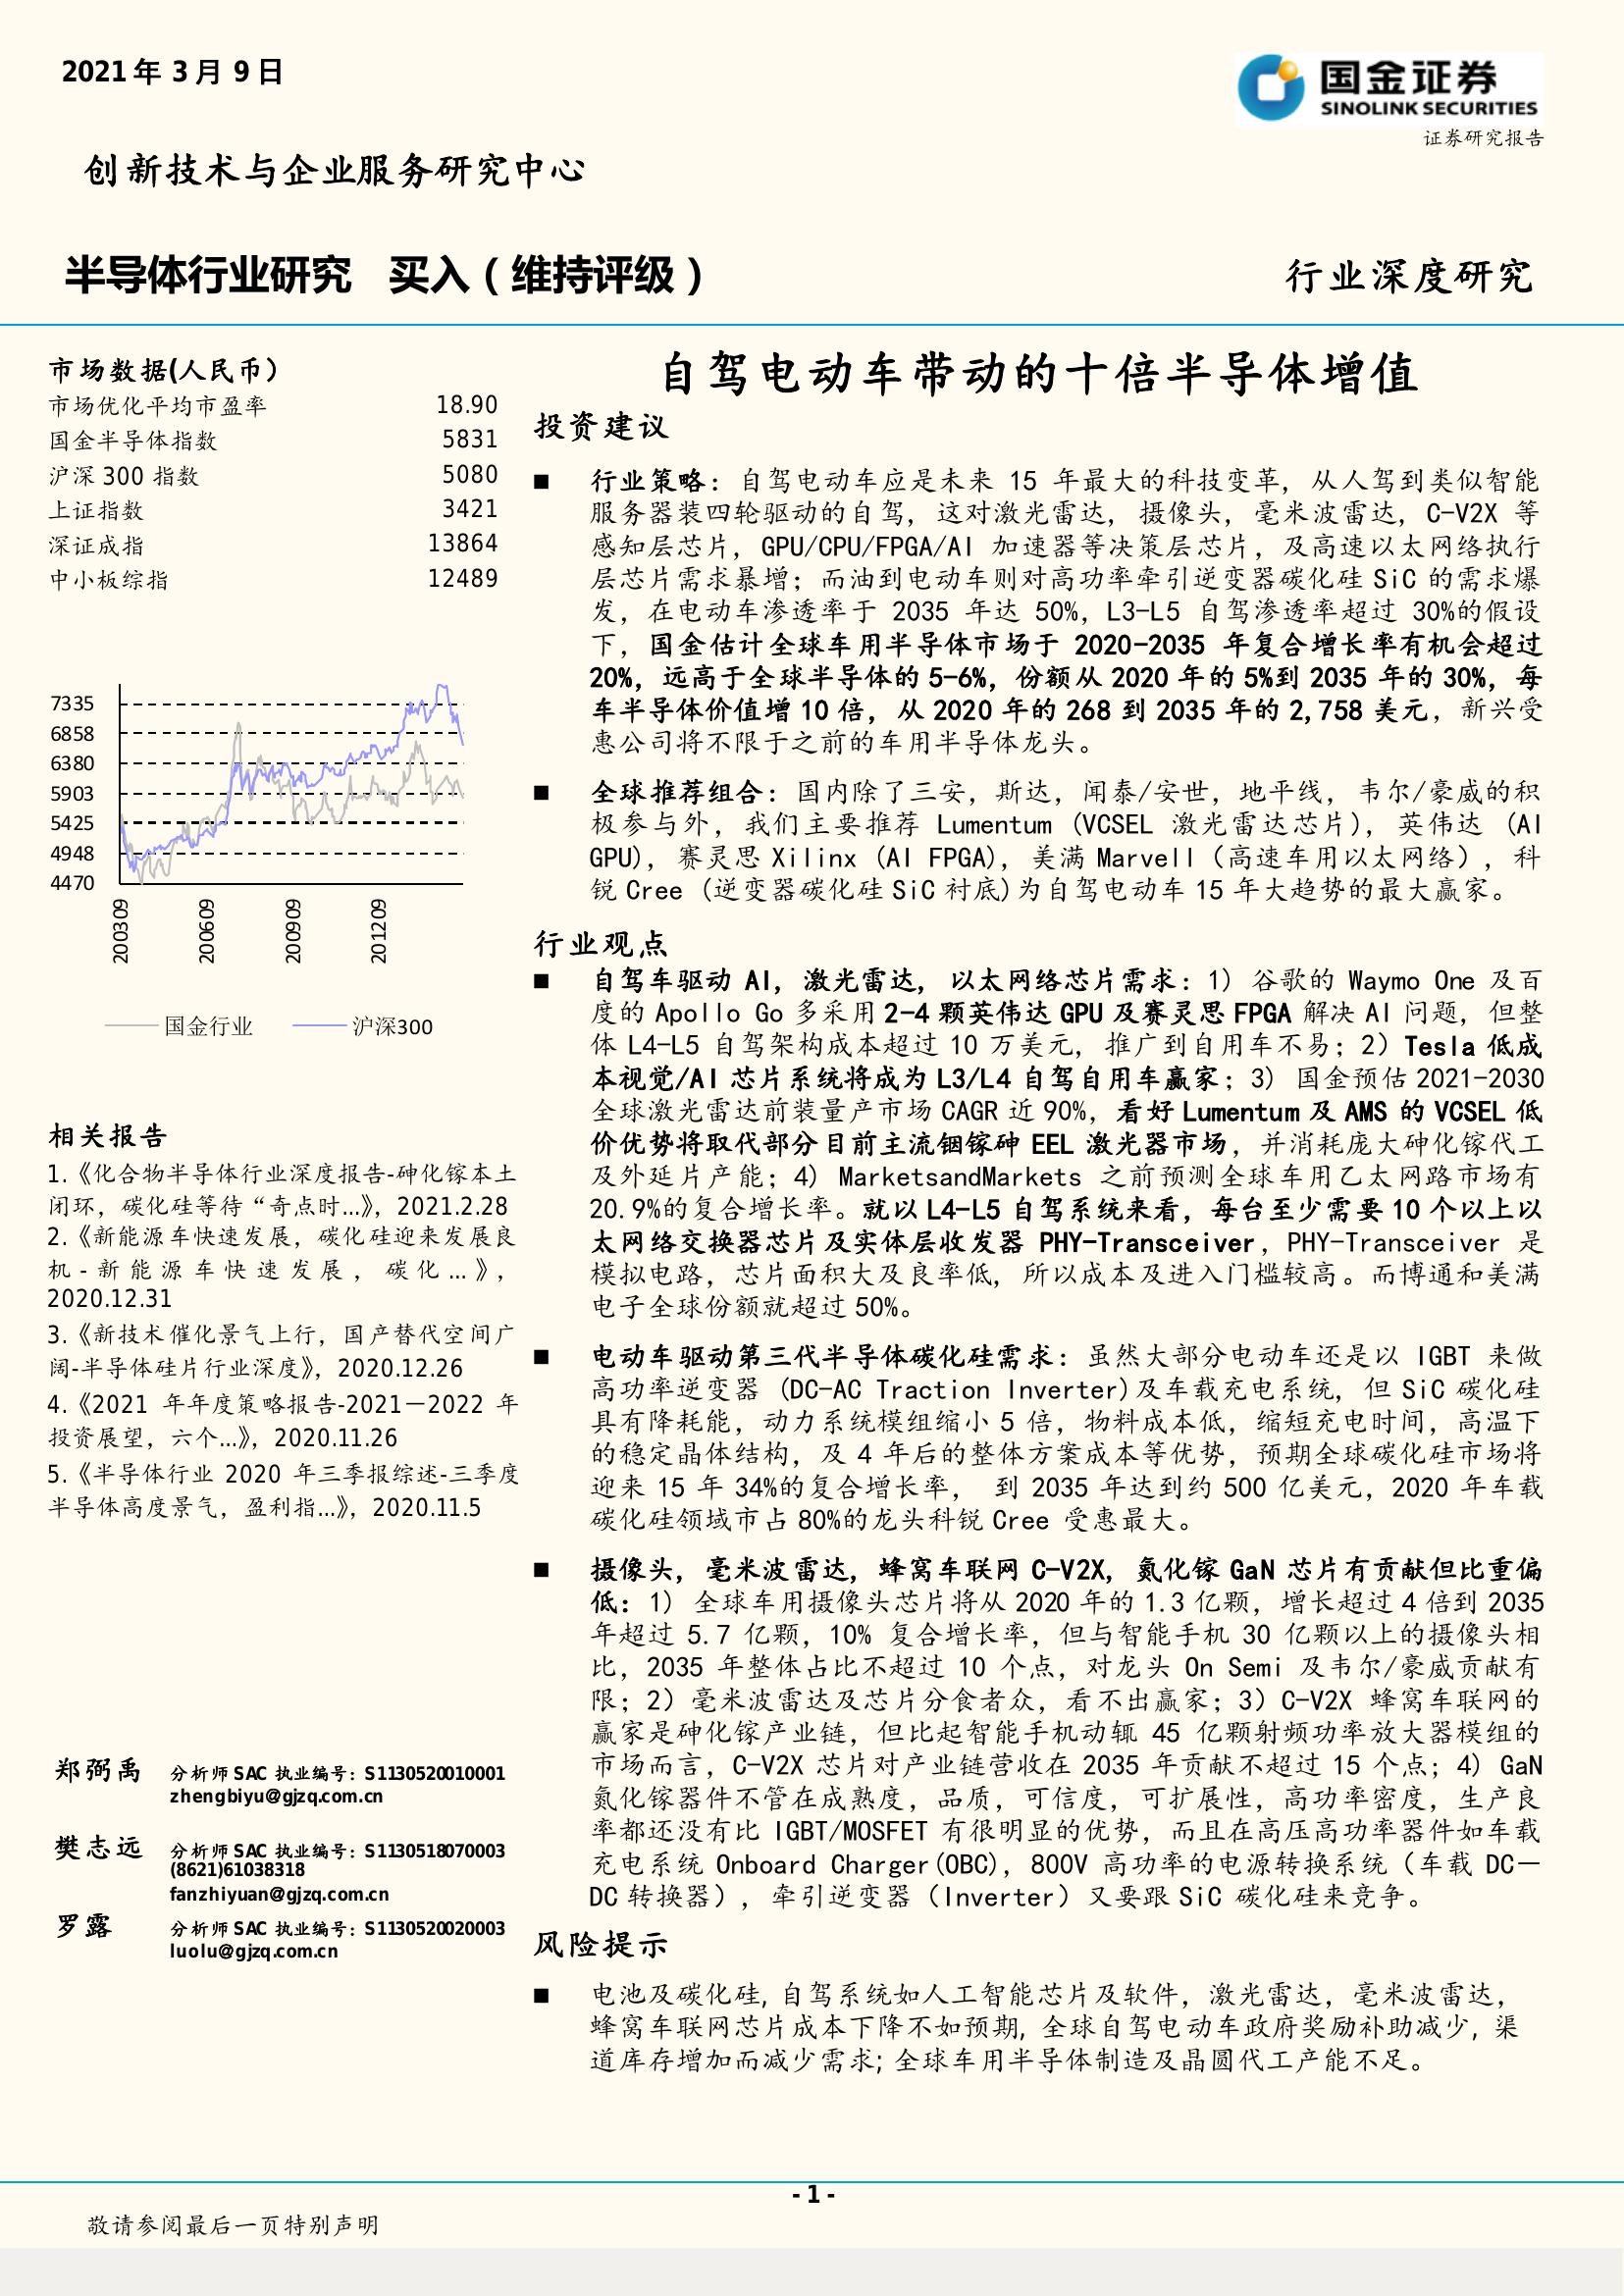 2021年 3月 9日
国金证券
SINOLINK SECURITIES
证券研究报告
创新技术与企业服务研究中心
半导体行业研究 买入（维持评级）
行业深度研究
市场数据(人民币）
市场优化平均市盈率 18.90
国金半导体指数 5831
沪深 300 指数 5080
上证指数 3421
深证成指 13864
中小板综指 12489
7335
6858
6380
5903
5425
4948
4470
200309
200609
200909
201209
国金行业 沪深300
相关报告
1.《化合物半导体行业深度报告-砷化镓本土
闭环，碳化硅等待“奇点时...》，2021.2.28
2.《新能源车快速发展，碳化硅迎来发展良
机-新能源车快速发展，碳化...》，
2020.12.31
3.《新技术催化景气上行，国产替代空间广
阔-半导体硅片行业深度》，2020.12.26
4.《2021 年年度策略报告-2021－2022 年
投资展望，六个...》，2020.11.26
5.《半导体行业 2020 年三季报综述-三季度
半导体高度景气，盈利指...》，2020.11.5
郑弼禹 分析师 SAC 执业编号：S1130520010001
zhengbiyu@gjzq.com.cn
樊志远 分析师 SAC 执业编号：S1130518070003
(8621)61038318
fanzhiyuan@gjzq.com.cn
罗露 分析师 SAC 执业编号：S1130520020003
luolu@gjzq.com.cn
自驾电动车带动的十倍半导体增值
投资建议
■ 行业策略：自驾电动车应是未来 15 年最大的科技变革，从人驾到类似智能
服务器装四轮驱动的自驾，这对激光雷达，摄像头，毫米波雷达，C-V2X 等
感知层芯片，GPU/CPU/FPGA/AI 加速器等决策层芯片，及高速以太网络执行
层芯片需求暴增；而油到电动车则对高功率牵引逆变器碳化硅 SiC 的需求爆
发，在电动车渗透率于 2035 年达 50%，L3-L5 自驾渗透率超过 30%的假设
下，国金估计全球车用半导体市场于 2020-2035 年复合增长率有机会超过
20%，远高于全球半导体的 5-6%，份额从 2020 年的 5%到 2035 年的 30%，每
车半导体价值增 10 倍，从 2020 年的 268 到 2035 年的 2,758 美元，新兴受
惠公司将不限于之前的车用半导体龙头。
■ 全球推荐组合：国内除了三安，斯达，闻泰/安世，地平线，韦尔/豪威的积
极参与外，我们主要推荐 Lumentum (VCSEL 激光雷达芯片)，英伟达 (AI
GPU)，赛灵思 Xilinx (AI FPGA)，美满 Marvell（高速车用以太网络），科
锐 Cree (逆变器碳化硅 SiC 衬底)为自驾电动车 15 年大趋势的最大赢家。
行业观点
■ 自驾车驱动 AI，激光雷达，以太网络芯片需求：1) 谷歌的 Waymo One 及百
度的 Apollo Go 多采用 2-4 颗英伟达 GPU 及赛灵思 FPGA 解决 AI 问题，但整
体 L4-L5 自驾架构成本超过 10 万美元，推广到自用车不易；2）Tesla 低成
本视觉/AI 芯片系统将成为 L3/L4 自驾自用车赢家；3) 国金预估 2021-2030
全球激光雷达前装量产市场 CAGR 近 90%，看好 Lumentum 及 AMS 的 VCSEL 低
价优势将取代部分目前主流铟镓砷 EEL 激光器市场，并消耗庞大砷化镓代工
及外延片产能；4) MarketsandMarkets 之前预测全球车用乙太网路市场有
20.9%的复合增长率。就以 L4-L5 自驾系统来看，每台至少需要 10 个以上以
太网络交换器芯片及实体层收发器 PHY-Transceiver，PHY-Transceiver 是
模拟电路，芯片面积大及良率低，所以成本及进入门槛较高。而博通和美满
电子全球份额就超过 50%。
■ 电动车驱动第三代半导体碳化硅需求：虽然大部分电动车还是以 IGBT 来做
高功率逆变器 (DC-AC Traction Inverter)及车载充电系统，但 SiC 碳化硅
具有降耗能，动力系统模组缩小 5 倍，物料成本低，缩短充电时间，高温下
的稳定晶体结构，及 4 年后的整体方案成本等优势，预期全球碳化硅市场将
迎来 15 年 34%的复合增长率， 到 2035 年达到约 500 亿美元，2020 年车载
碳化硅领域市占 80%的龙头科锐 Cree 受惠最大。
■ 摄像头，毫米波雷达，蜂窝车联网 C-V2X，氮化镓 GaN 芯片有贡献但比重偏
低：1) 全球车用摄像头芯片将从 2020 年的 1.3 亿颗，增长超过 4 倍到 2035
年超过 5.7 亿颗，10% 复合增长率，但与智能手机 30 亿颗以上的摄像头相
比，2035 年整体占比不超过 10 个点，对龙头 On Semi 及韦尔/豪威贡献有
限；2）毫米波雷达及芯片分食者众，看不出赢家；3）C-V2X 蜂窝车联网的
赢家是砷化镓产业链，但比起智能手机动辄 45 亿颗射频功率放大器模组的
市场而言，C-V2X 芯片对产业链营收在 2035 年贡献不超过 15 个点；4) GaN
氮化镓器件不管在成熟度，品质，可信度，可扩展性，高功率密度，生产良
率都还没有比 IGBT/MOSFET 有很明显的优势，而且在高压高功率器件如车载
充电系统 Onboard Charger(OBC)，800V 高功率的电源转换系统（车载 DC－
DC 转换器），牵引逆变器（Inverter）又要跟 SiC 碳化硅来竞争。
风险提示
■ 电池及碳化硅,自驾系统如人工智能芯片及软件，激光雷达，毫米波雷达，
蜂窝车联网芯片成本下降不如预期,全球自驾电动车政府奖励补助减少,渠
道库存增加而减少需求;全球车用半导体制造及晶圆代工产能不足。
- 1 -
敬请参阅最后一页特别声明